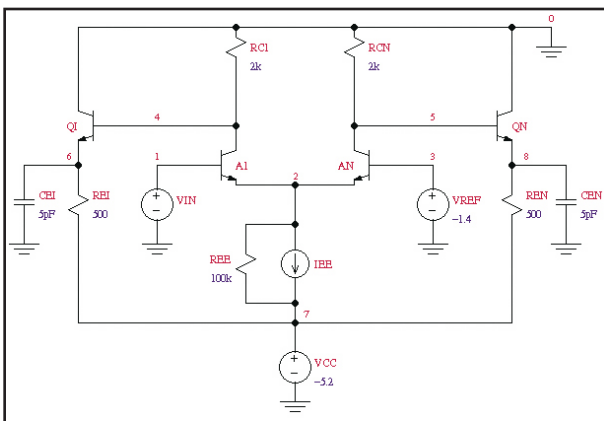 0
RC1
2k
RCN
2k
QI
4
5
QN
6
1
A1
AN
3
8
2
CEI
5pF
REI
500
VIN
VREF
-1.4
REN
500
CEN
5pF
REE
100k
IEE
7
VCC
-5.2